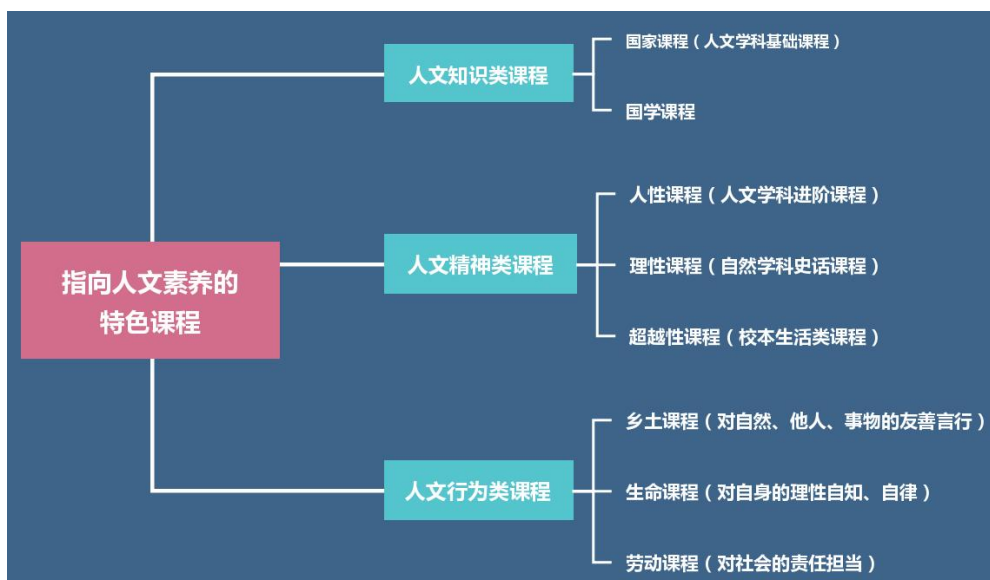 指向人文素养的
特色课程
人文知识类课程
国家课程（人文学科基础课程）
国学课程
人文精神类课程
人性课程（人文学科进阶课程）
理性课程（自然学科史话课程）
超越性课程（校本生活类课程）
人文行为类课程
乡土课程（对自然、他人、事物的友善言行）
生命课程（对自身的理性自知、自律）
劳动课程（对社会的责任担当）